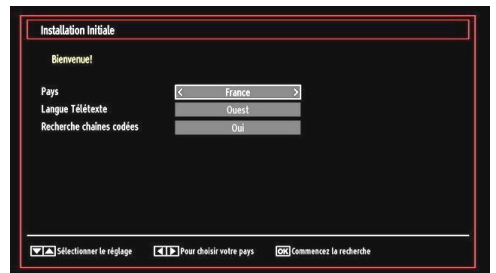 Installation Initiale
Bienvenue!
Pays < France >
Langue Télétexte Ouest
Recherche chaînes codées Oui
Sélectionner le réglage Pour choisir votre pays OK Commencez la recherche